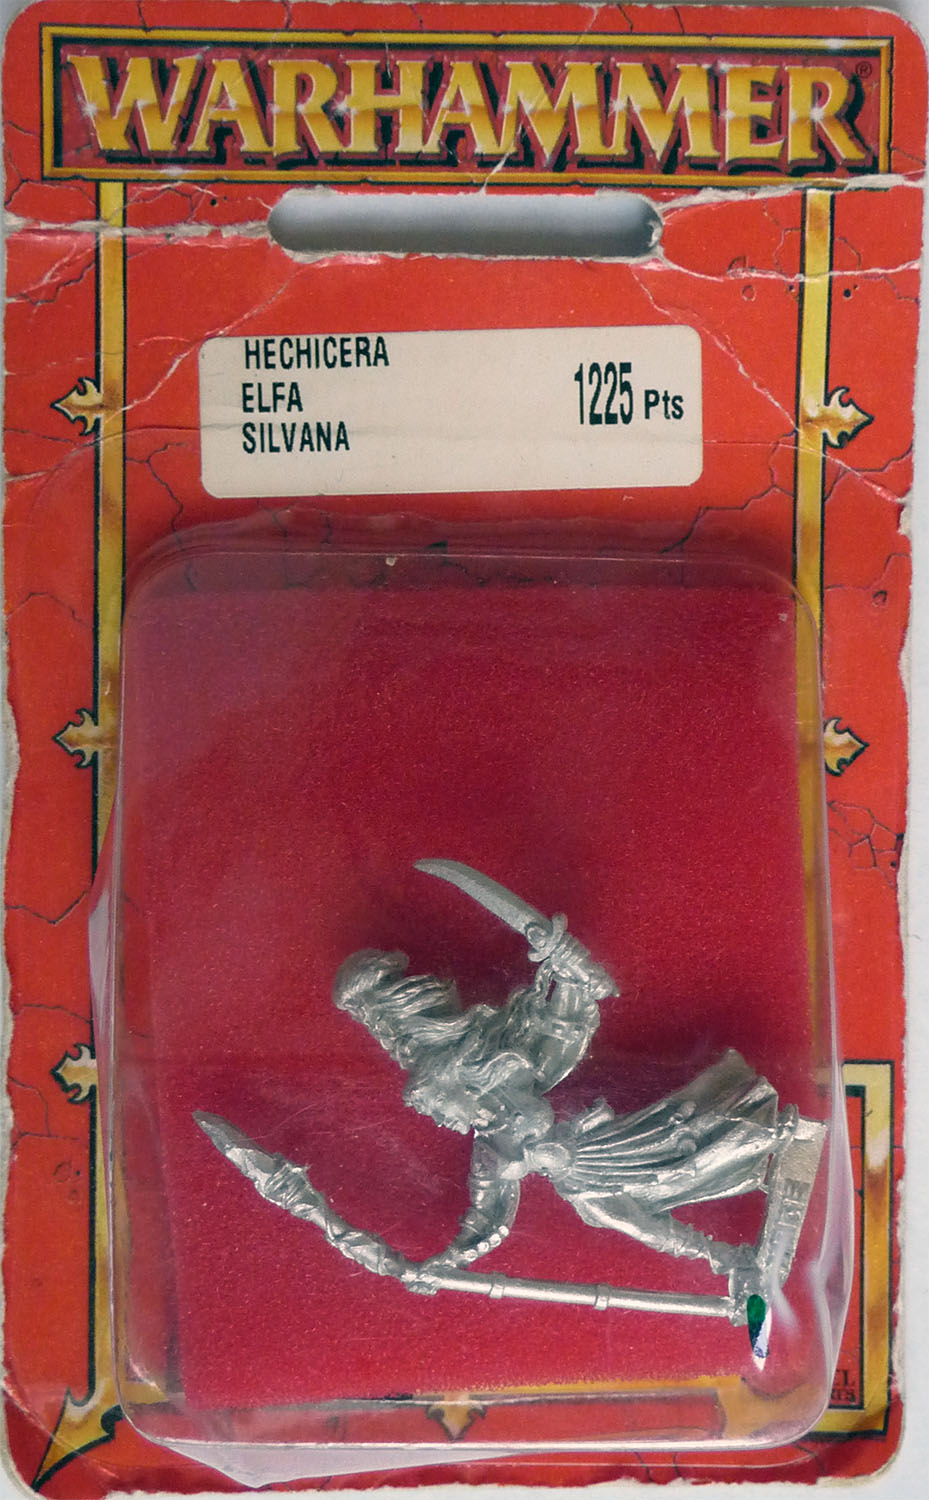 WARHAMMER®
HECHICERA
ELFA
SILVANA
1225 Pts